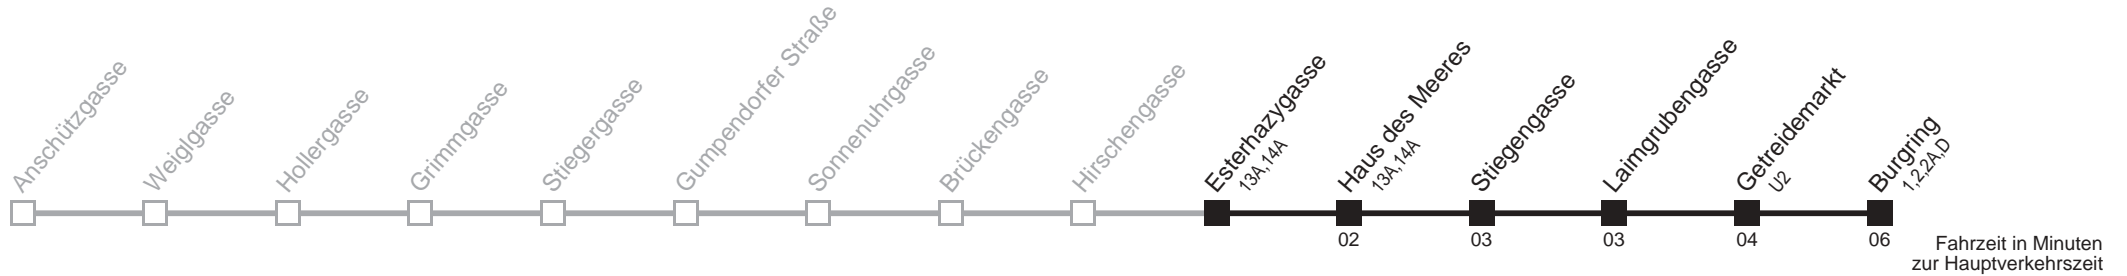 Anschützgasse
Weiglgasse
Hollergasse
Grimmgasse
Stiegergasse
Gumpendorfer Straße
Sonnenuhrgasse
Brückengasse
Hirschengasse
Esterhazygasse
13A,14A
Haus des Meeres
13A,14A
Stiegengasse
Laimgrubengasse
Getreidemarkt
U2
Burgring
1,2,2A,D
02
03
03
04
06
Fahrzeit in Minuten
zur Hauptverkehrszeit